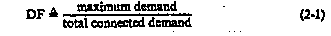 DF ≜ maximum demand / total connected demand (2-1)